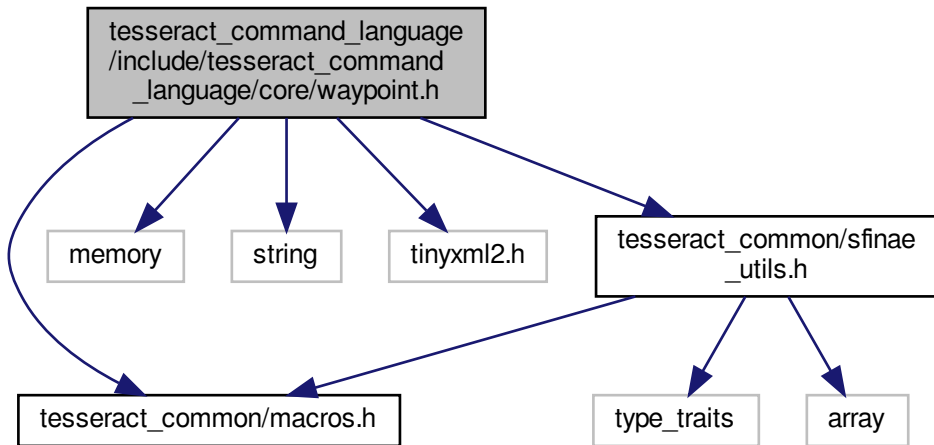 tesseract_command_language
/include/tesseract_command
_language/core/waypoint.h
memory
string
tinyxml2.h
tesseract_common/sfinae
_utils.h
tesseract_common/macros.h
type_traits
array